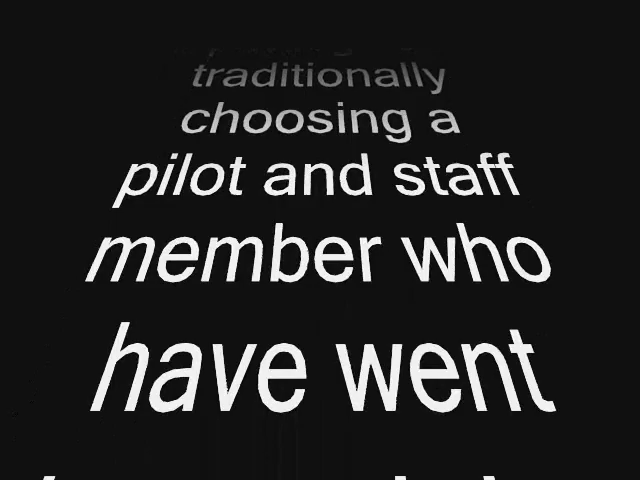 traditionally
choosing a
pilot and staff
member who
have went